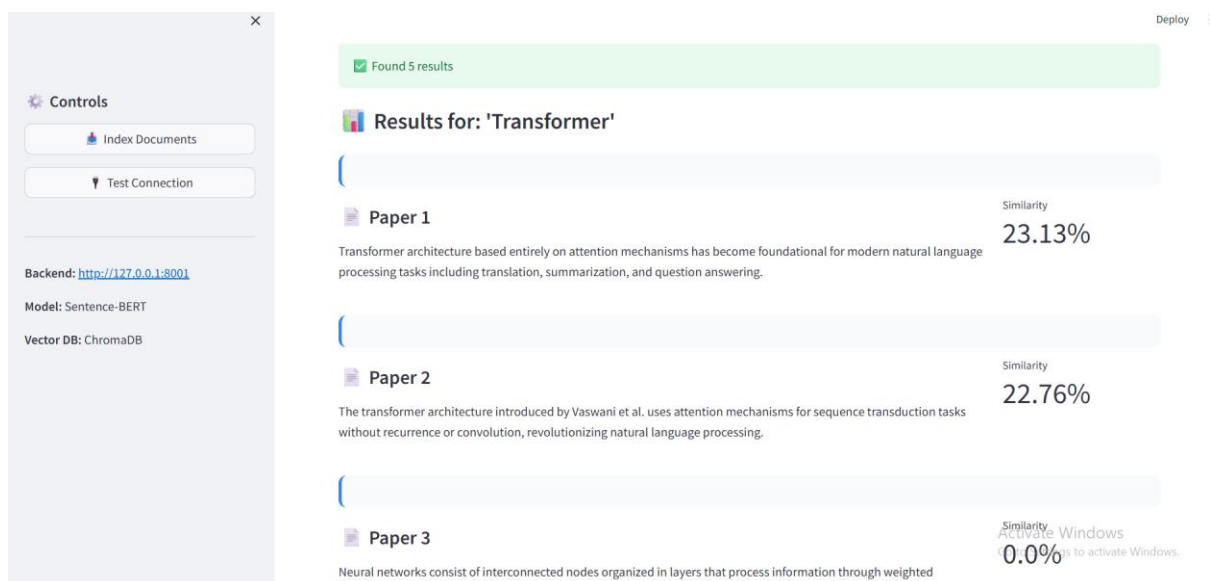 Deploy
Controls
Index Documents
Test Connection
Backend: http://127.0.0.1:8001
Model: Sentence-BERT
Vector DB: ChromaDB
Found 5 results
Results for: 'Transformer'
Paper 1
Transformer architecture based entirely on attention mechanisms has become foundational for modern natural language
processing tasks including translation, summarization, and question answering.
Similarity
23.13%
Paper 2
The transformer architecture introduced by Vaswani et al. uses attention mechanisms for sequence transduction tasks
without recurrence or convolution, revolutionizing natural language processing.
Similarity
22.76%
Paper 3
Neural networks consist of interconnected nodes organized in layers that process information through weighted
Similarity
0.0%
Activate Windows
to activate Windows.